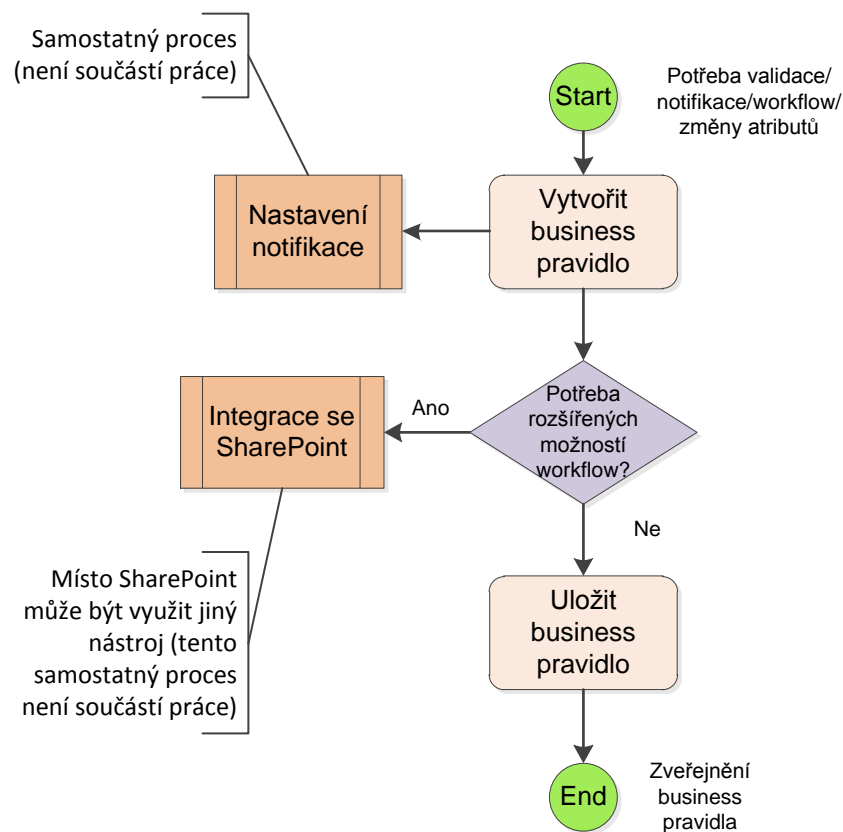 Samostatný proces
(není součástí práce)
Start
Potřeba validace/
notifikace/workflow/
změny atributů
Nastavení
notifikace
Vytvořit
business
pravidlo
Integrace se
SharePoint
Ano
Potřeba
rozšířených
možností
workflow?
Ne
Místo SharePoint
může být využit jiný
nástroj (tento
samostatný proces
není součástí práce)
Uložit
business
pravidlo
End
Zveřejnění
business
pravidla